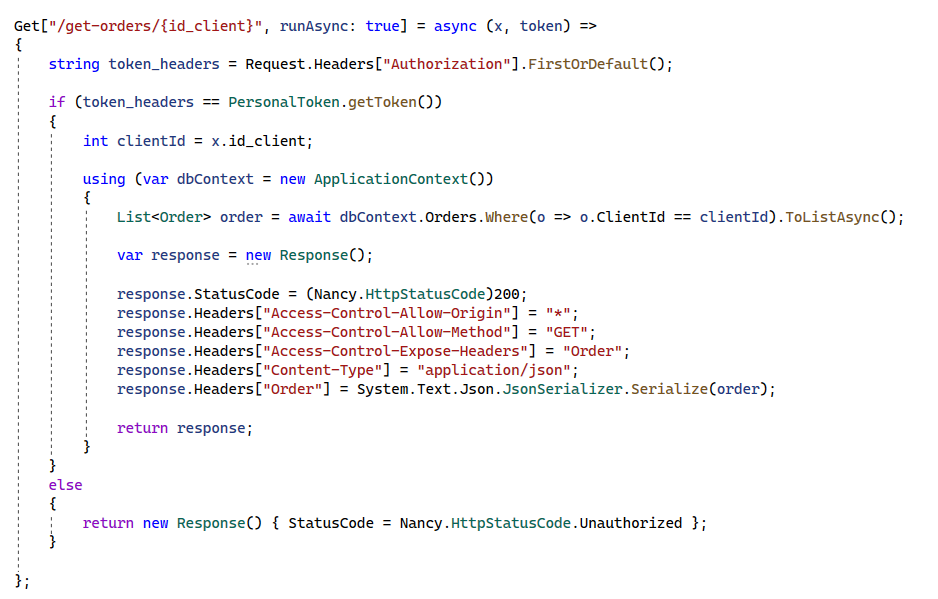 Get["/get-orders/{id_client}", runAsync: true] = async (x, token) =>
{
    string token_headers = Request.Headers["Authorization"].FirstOrDefault();
    if (token_headers == PersonalToken.getToken())
    {
        int clientId = x.id_client;
        using (var dbContext = new ApplicationContext())
        {
            List<Order> order = await dbContext.Orders.Where(o => o.ClientId == clientId).ToListAsync();
            var response = new Response();
            response.StatusCode = (Nancy.HttpStatusCode)200;
            response.Headers["Access-Control-Allow-Origin"] = "*";
            response.Headers["Access-Control-Allow-Method"] = "GET";
            response.Headers["Access-Control-Expose-Headers"] = "Order";
            response.Headers["Content-Type"] = "application/json";
            response.Headers["Order"] = System.Text.Json.JsonSerializer.Serialize(order);
            return response;
        }
    }
    else
    {
        return new Response() { StatusCode = Nancy.HttpStatusCode.Unauthorized };
    }
};